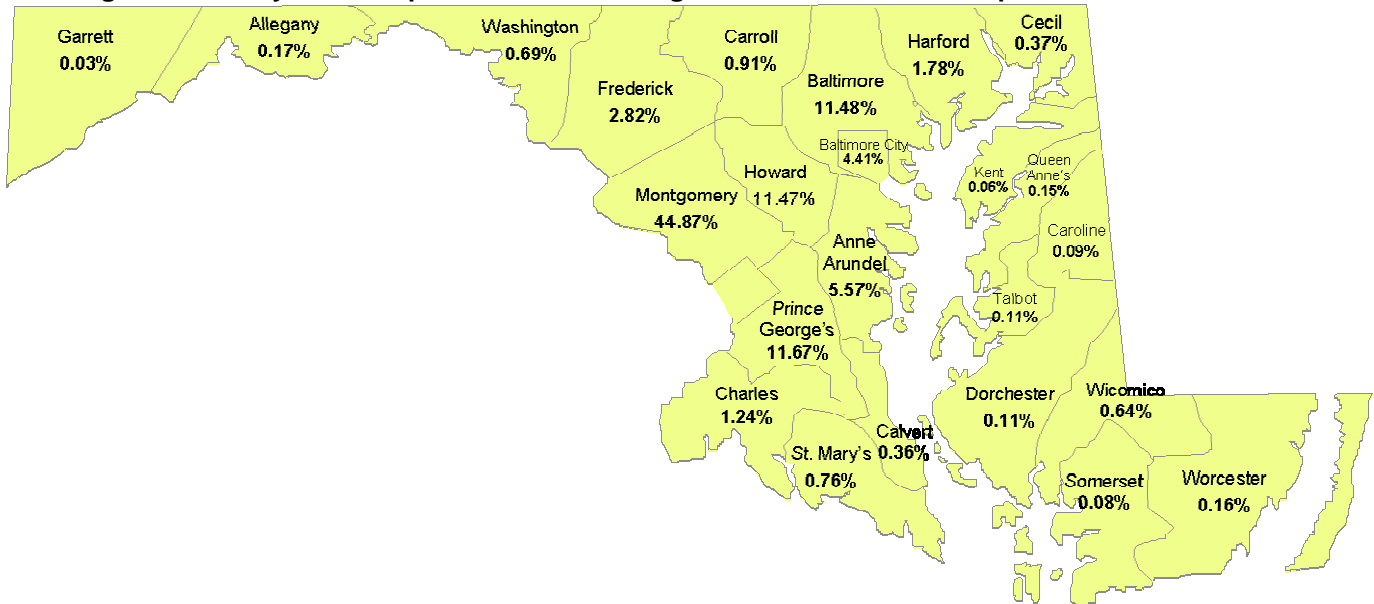 Garrett
0.03%
Allegany
0.17%
Washington
0.69%
Frederick
2.82%
Carroll
0.91%
Baltimore
11.48%
Harford
1.78%
Cecil
0.37%
Baltimore City
4.41%
Howard
11.47%
Montgomery
44.87%
Kent
0.06%
Queen
Anne's
0.15%
Caroline
0.09%
Anne
Arundel
5.57%
Talbot
0.11%
Prince
George's
11.67%
Charles
1.24%
Calvert
0.36%
St. Mary's
0.76%
Dorchester
0.11%
Wicomico
0.64%
Somerset
0.08%
Worcester
0.16%